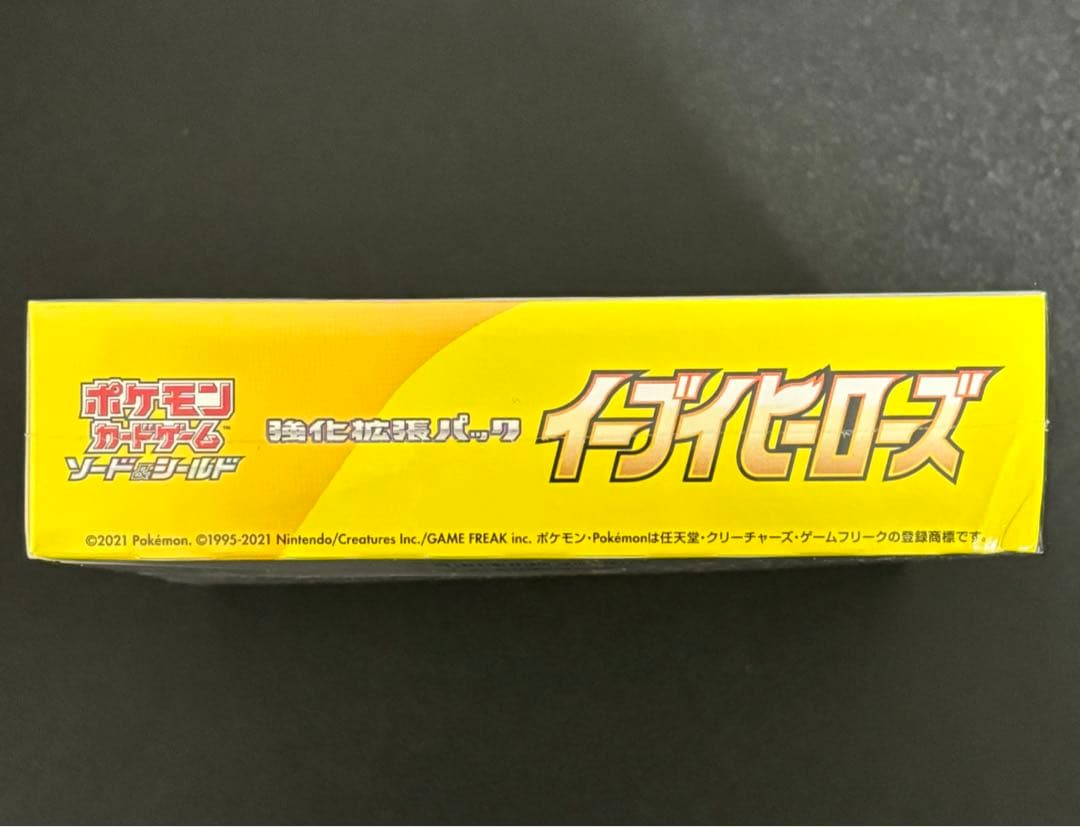 ポケモン
カードゲーム™
ソード&シールド
強化拡張パック
イーブイヒーローズ
©2021 Pokémon. ©1995-2021 Nintendo/Creatures Inc./GAME FREAK inc. ポケモン・Pokémonは任天堂・クリーチャーズ・ゲームフリークの登録商標です。